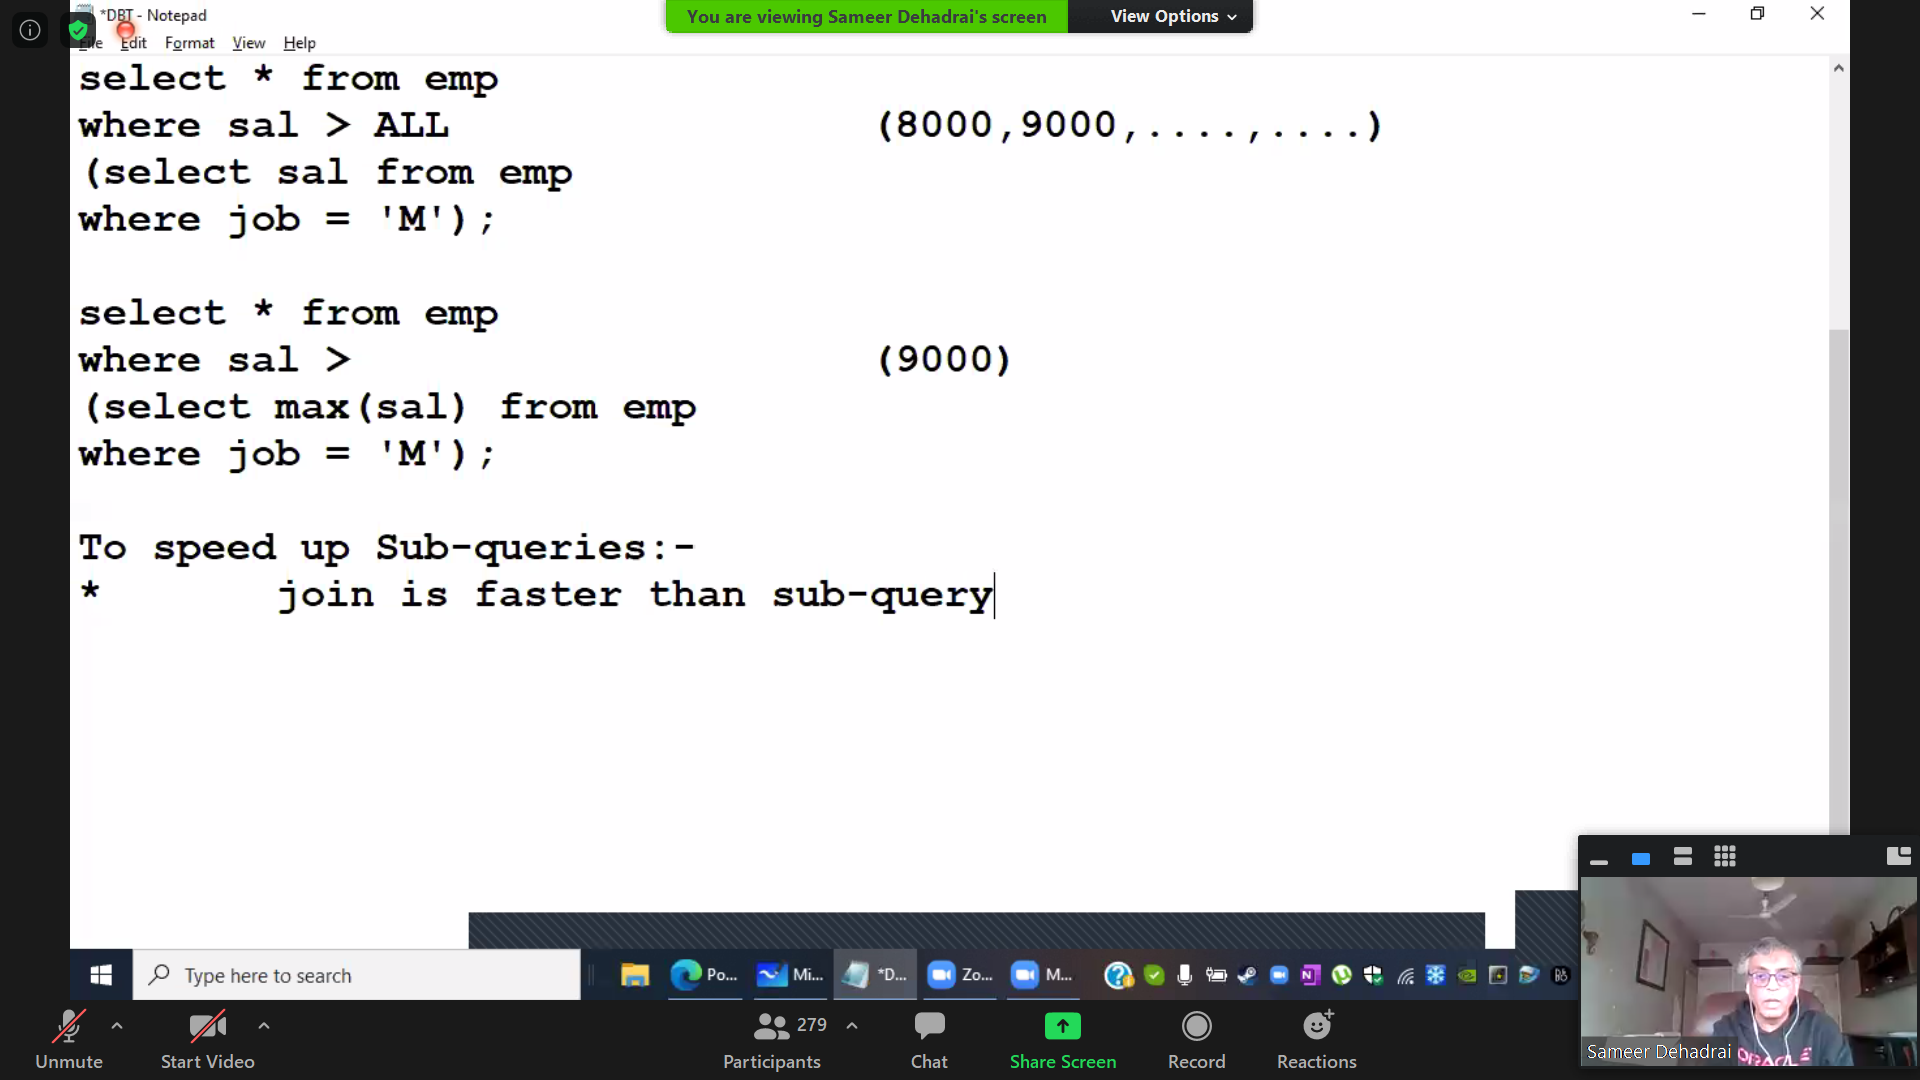 *DBT - Notepad
You are viewing Sameer Dehadrai's screen
View Options
File Edit Format View Help
select * from emp
where sal > ALL (8000,9000,....,....)
(select sal from emp
where job = 'M');
select * from emp
where sal > (9000)
(select max(sal) from emp
where job = 'M');
To speed up Sub-queries:-
* join is faster than sub-query
Type here to search
Po...
Mi...
*D...
Zo...
M...
Sameer Dehadrai
ORACLE
Unmute
Start Video
279
Participants
Chat
Share Screen
Record
Reactions